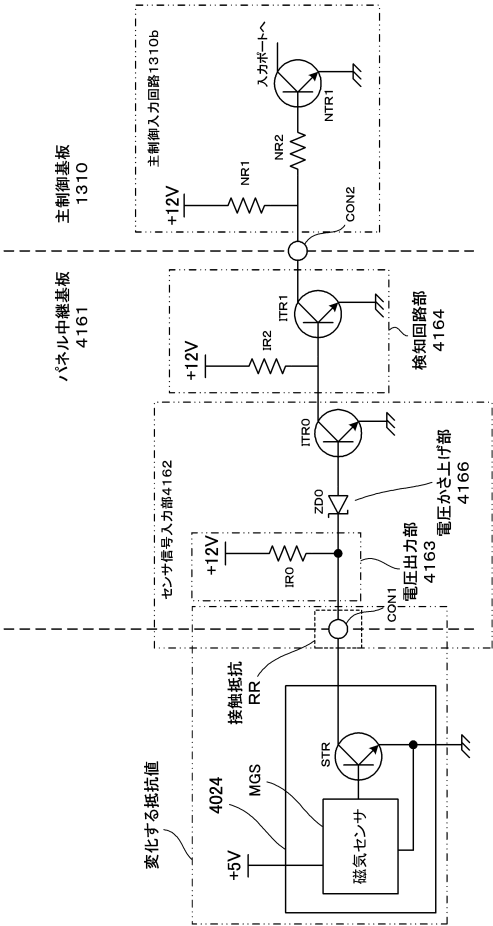 主制御基板
1310
主制御入力回路1310b
入力ポートへ
NTR1
NR2
NR1
+12V
CON2
パネル中継基板
4161
ITR1
IR2
+12V
検知回路部
4164
センサ信号入力部4162
ITR0
ZD0
+12V
IR0
電圧かさ上げ部
4166
電圧出力部
4163
CON1
接触抵抗
RR
変化する抵抗値
4024
MGS
STR
+5V
磁気センサ